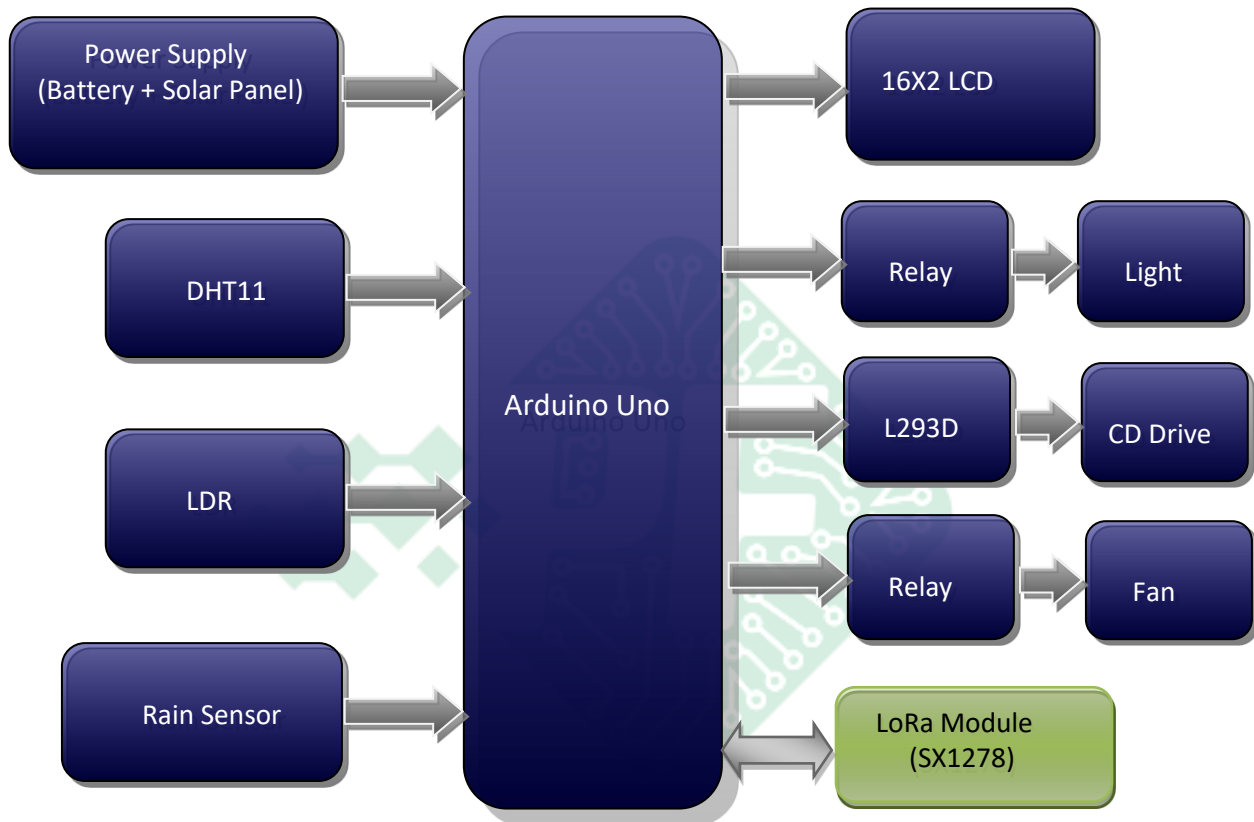 Power Supply
(Battery + Solar Panel)
16X2 LCD
DHT11
Relay
Light
Arduino Uno
L293D
CD Drive
LDR
Relay
Fan
Rain Sensor
LoRa Module
(SX1278)